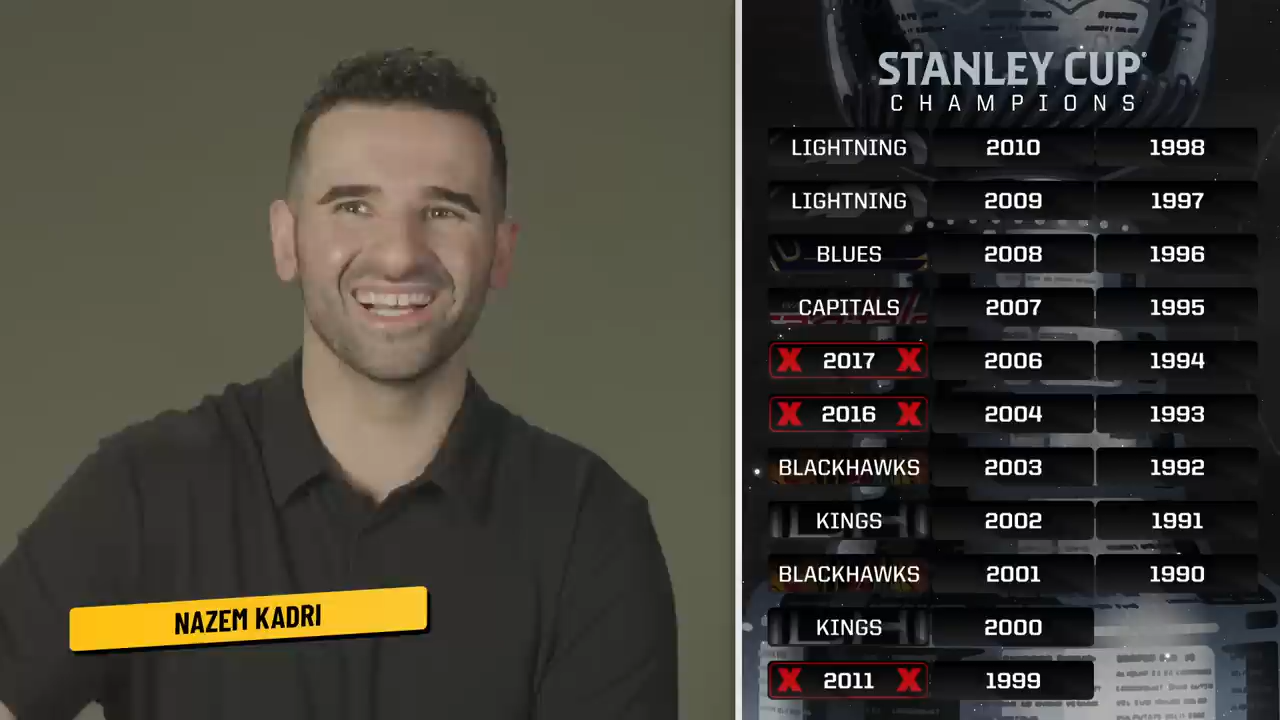 STANLEY CUP
CHAMPIONS
LIGHTNING 2010 1998
LIGHTNING 2009 1997
BLUES 2008 1996
CAPITALS 2007 1995
X 2017 X 2006 1994
X 2016 X 2004 1993
BLACKHAWKS 2003 1992
KINGS 2002 1991
BLACKHAWKS 2001 1990
KINGS 2000
X 2011 X 1999
NAZEM KADRI